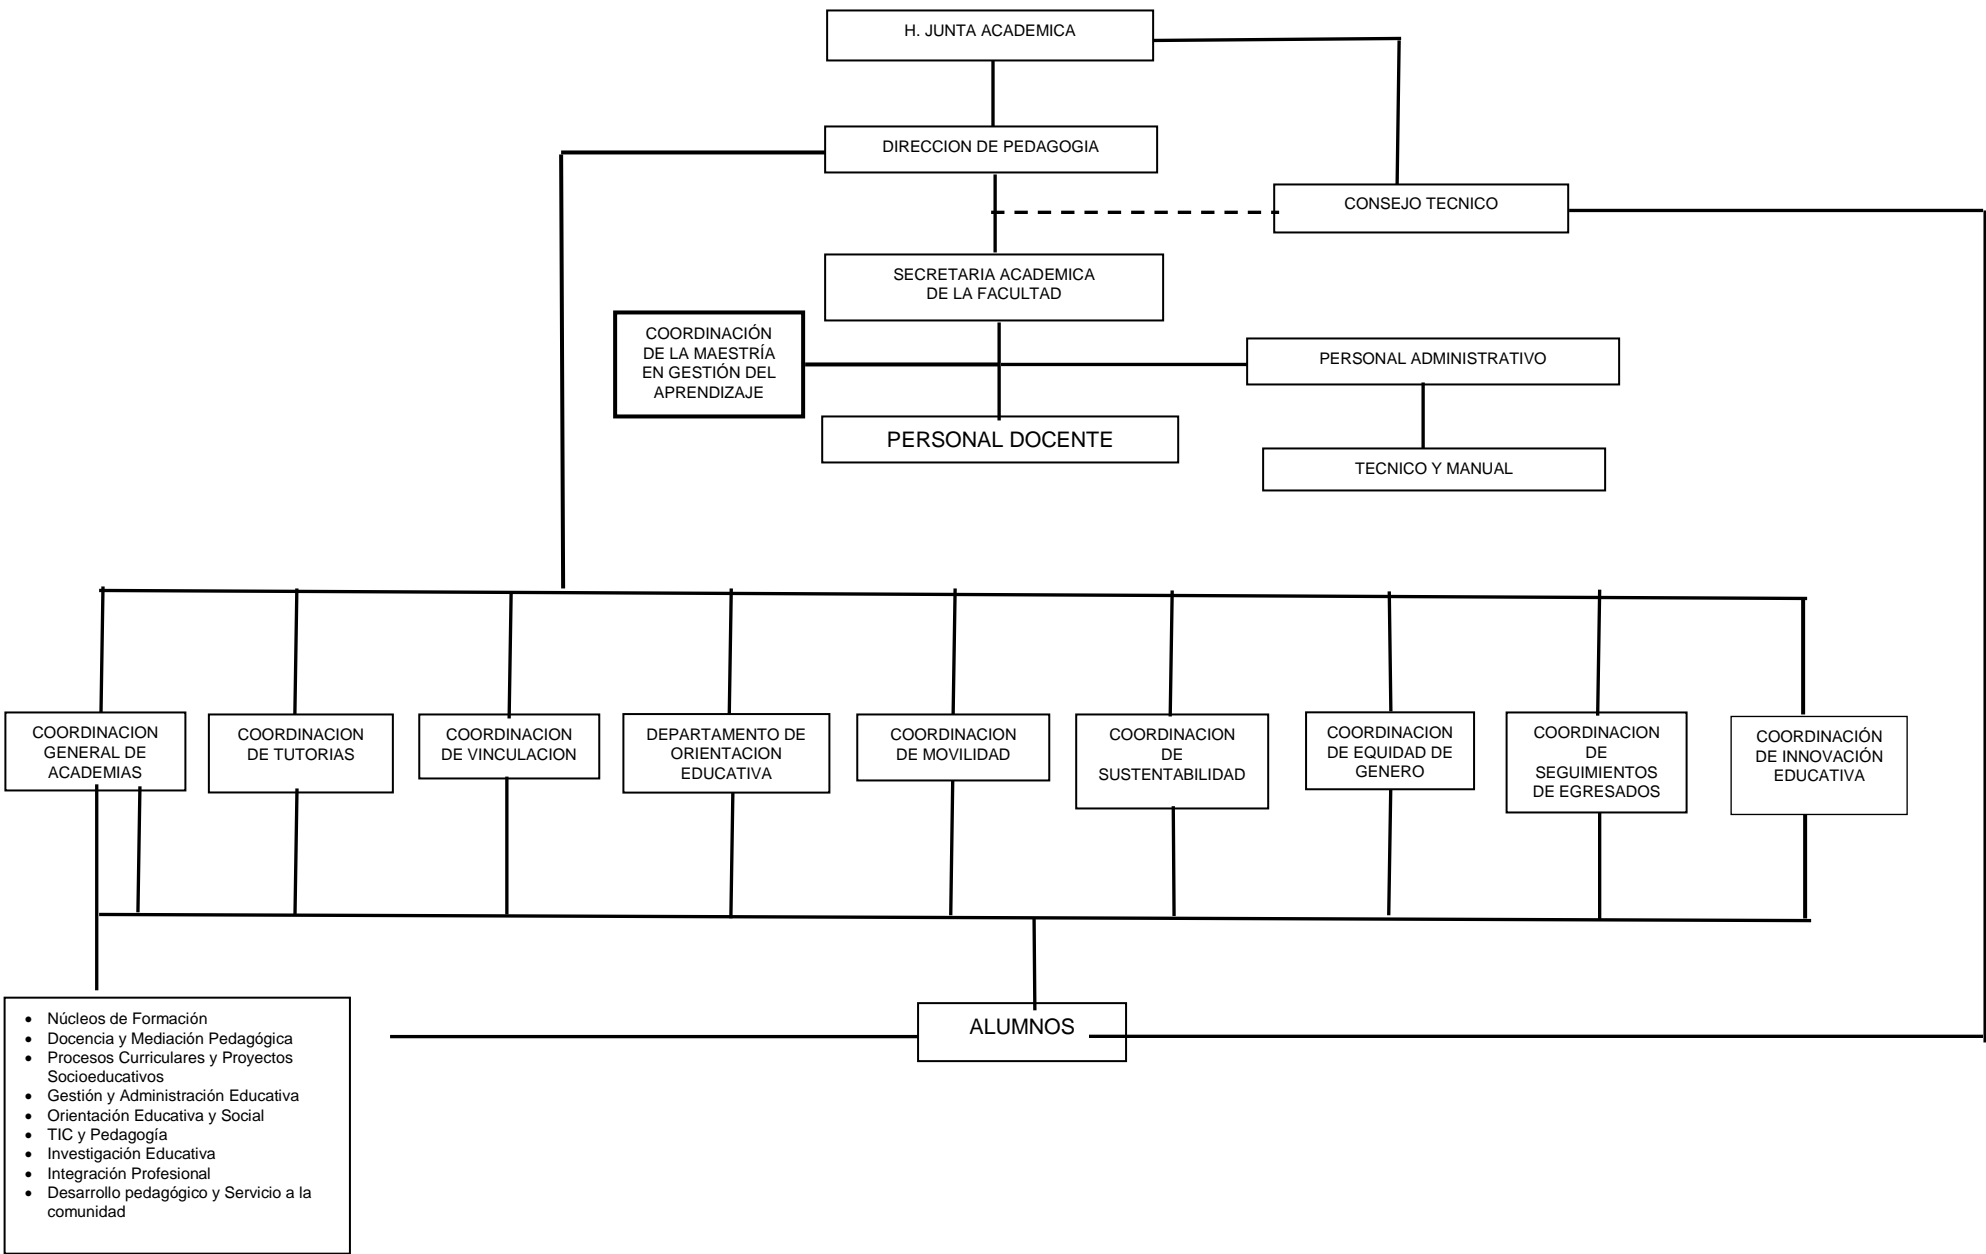 H. JUNTA ACADEMICA
DIRECCION DE PEDAGOGIA
CONSEJO TECNICO
SECRETARIA ACADEMICA
DE LA FACULTAD
COORDINACIÓN
DE LA MAESTRÍA
EN GESTIÓN DEL
APRENDIZAJE
PERSONAL ADMINISTRATIVO
PERSONAL DOCENTE
TECNICO Y MANUAL
COORDINACION
GENERAL DE
ACADEMIAS
COORDINACION
DE TUTORIAS
COORDINACION
DE VINCULACION
DEPARTAMENTO DE
ORIENTACION
EDUCATIVA
COORDINACION
DE MOVILIDAD
COORDINACION
DE
SUSTENTABILIDAD
COORDINACION
DE EQUIDAD DE
GENERO
COORDINACION
DE
SEGUIMIENTOS
DE EGRESADOS
COORDINACIÓN
DE INNOVACIÓN
EDUCATIVA
• Núcleos de Formación
• Docencia y Mediación Pedagógica
• Procesos Curriculares y Proyectos
Socioeducativos
• Gestión y Administración Educativa
• Orientación Educativa y Social
• TIC y Pedagogía
• Investigación Educativa
• Integración Profesional
• Desarrollo pedagógico y Servicio a la
comunidad
ALUMNOS